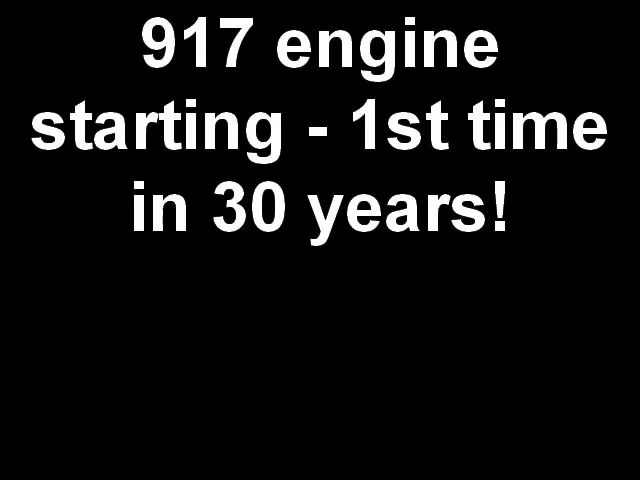 917 engine
starting - 1st time
in 30 years!